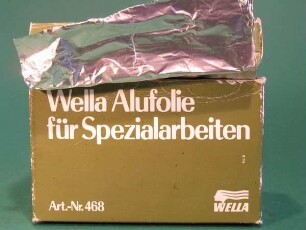 Wella Alufolie
für Spezialarbeiten
Art.-Nr. 468
WELLA